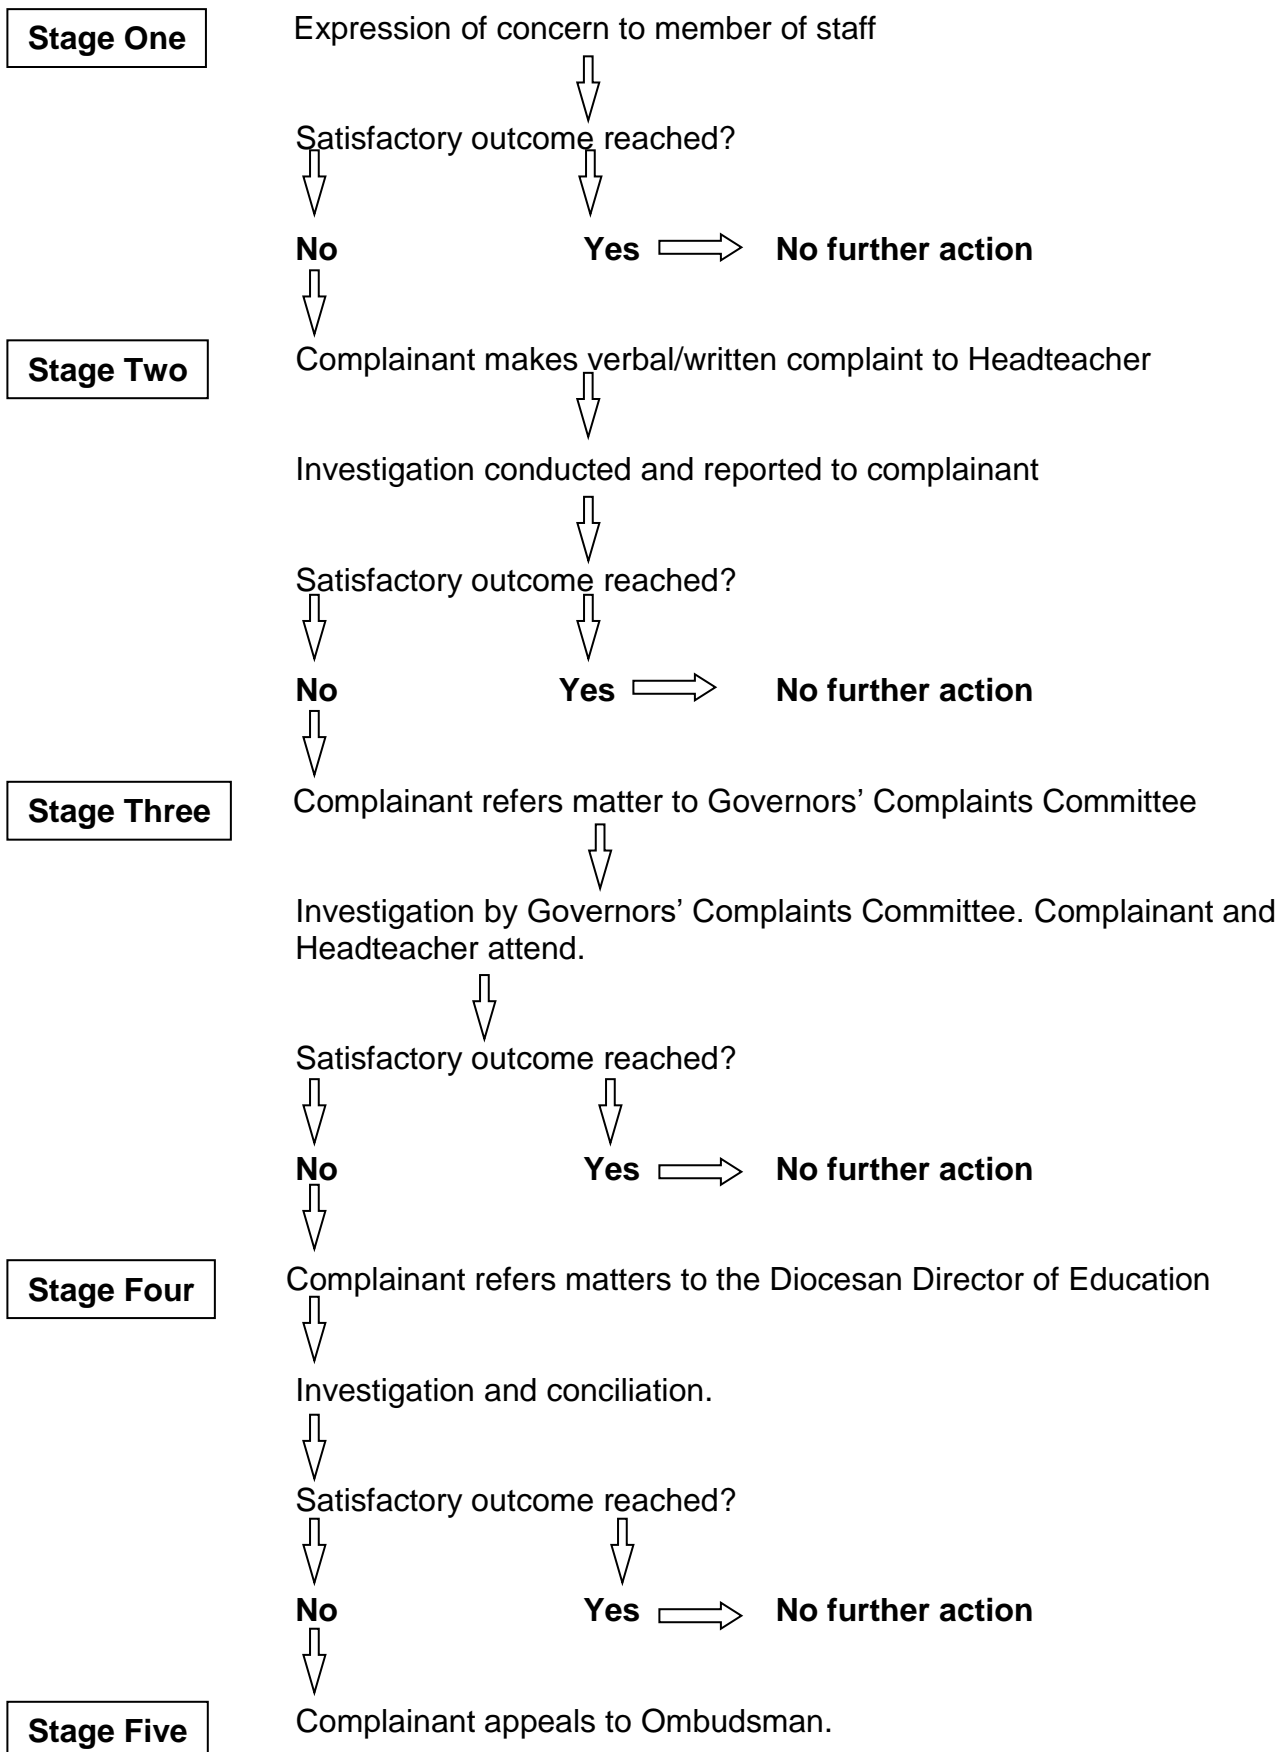 Stage One
Expression of concern to member of staff
Satisfactory outcome reached?
No
Yes
No further action
Stage Two
Complainant makes verbal/written complaint to Headteacher
Investigation conducted and reported to complainant
Satisfactory outcome reached?
No
Yes
No further action
Stage Three
Complainant refers matter to Governors’ Complaints Committee
Investigation by Governors’ Complaints Committee. Complainant and
Headteacher attend.
Satisfactory outcome reached?
No
Yes
No further action
Stage Four
Complainant refers matters to the Diocesan Director of Education
Investigation and conciliation.
Satisfactory outcome reached?
No
Yes
No further action
Stage Five
Complainant appeals to Ombudsman.